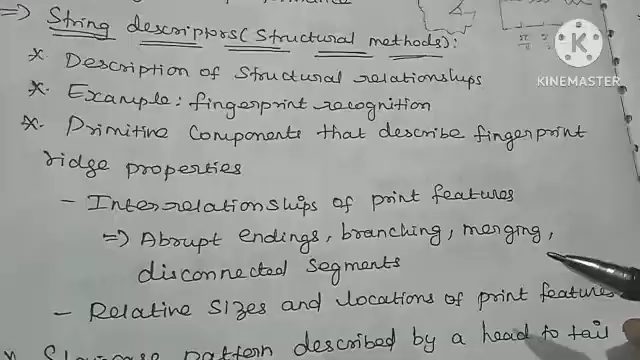 => String descriptors (Structural methods):
* Description of structural relationships
* Example: fingerprint recognition
* Primitive Components that describe fingerprint
ridge properties
- Interrelationships of print features
=> Abrupt endings, branching, merging,
disconnected segments
- Relative sizes and locations of print features
* Staircase pattern described by a head to tail
K
KINEMASTER